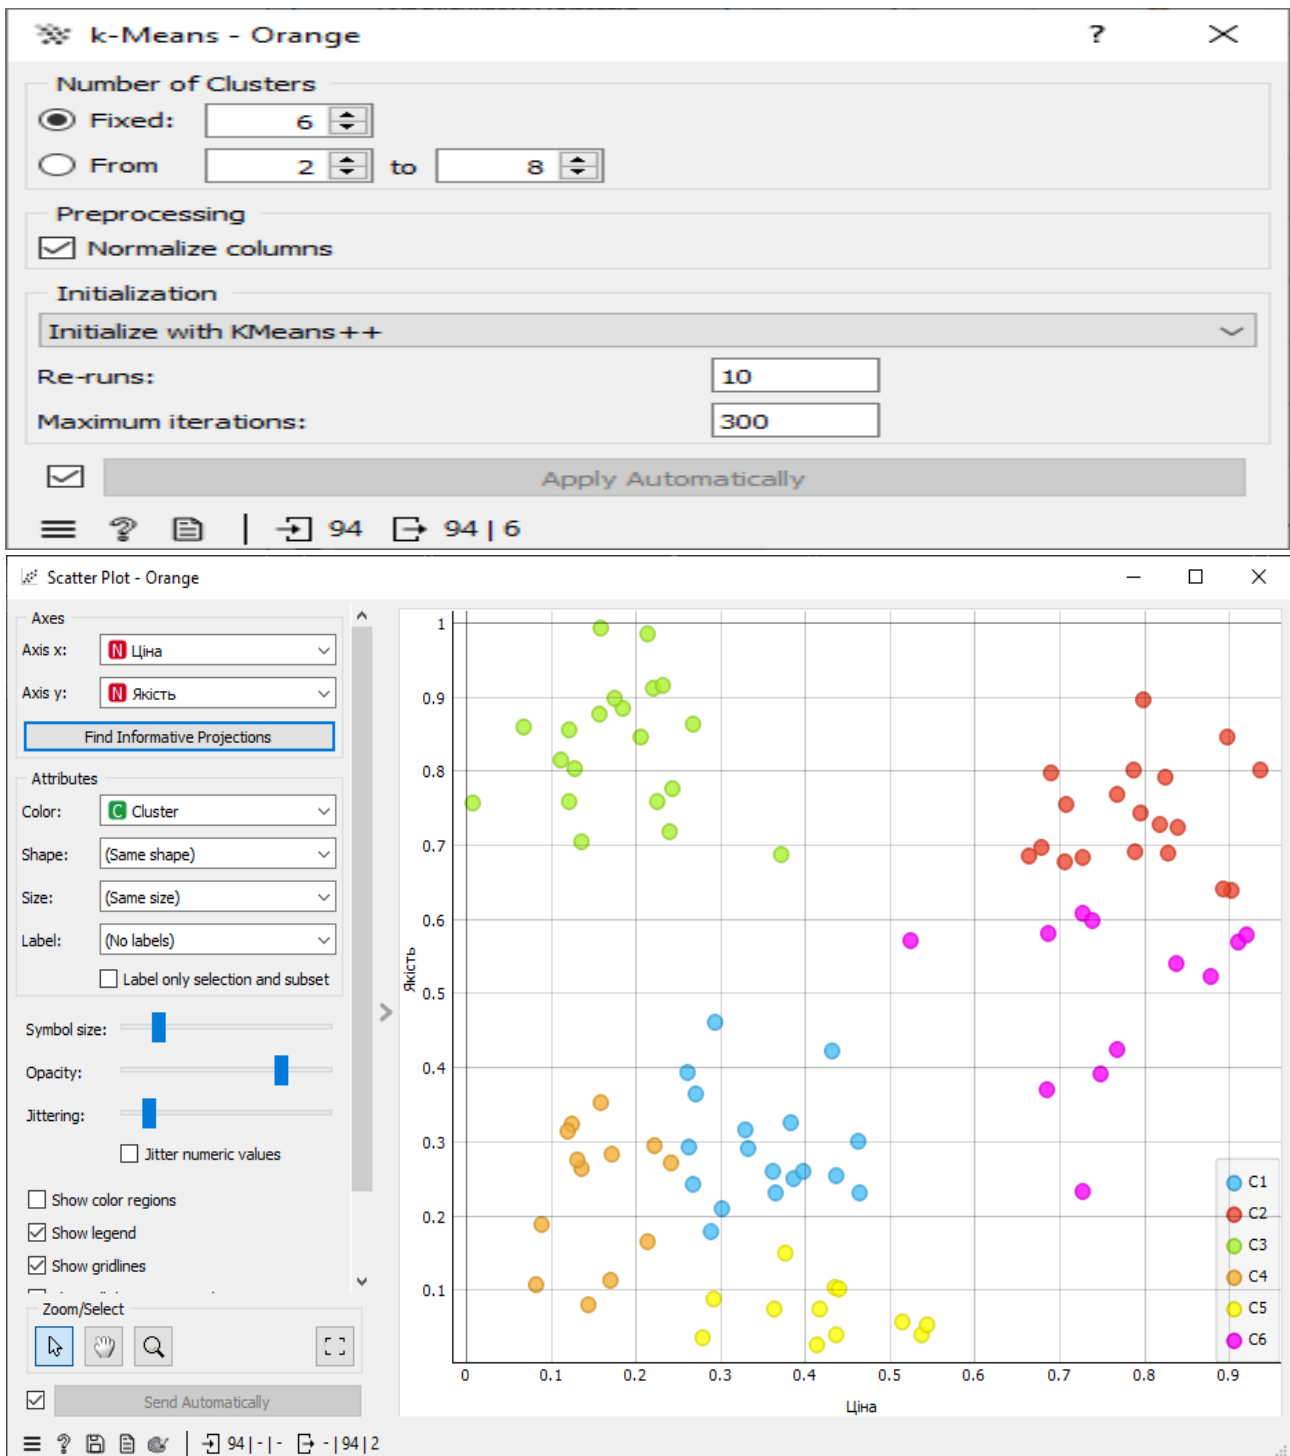 k-Means - Orange ? ×
Number of Clusters
Fixed: 6
From 2 to 8
Preprocessing
Normalize columns
Initialization
Initialize with KMeans++
Re-runs: 10
Maximum iterations: 300
Apply Automatically
? 94 94 | 6
Scatter Plot - Orange
Axes
Axis x: N Ціна
Axis y: N Якість
Find Informative Projections
Attributes
Color: C Cluster
Shape: (Same shape)
Size: (Same size)
Label: (No labels)
Label only selection and subset
Symbol size:
Opacity:
Jittering:
Jitter numeric values
Show color regions
Show legend
Show gridlines
Zoom/Select
Send Automatically
? 94 | - | - - | 94 | 2
1
0.9
0.8
0.7
0.6
0.5
0.4
0.3
0.2
0.1
Якість
0 0.1 0.2 0.3 0.4 0.5 0.6 0.7 0.8 0.9
Ціна
C1
C2
C3
C4
C5
C6